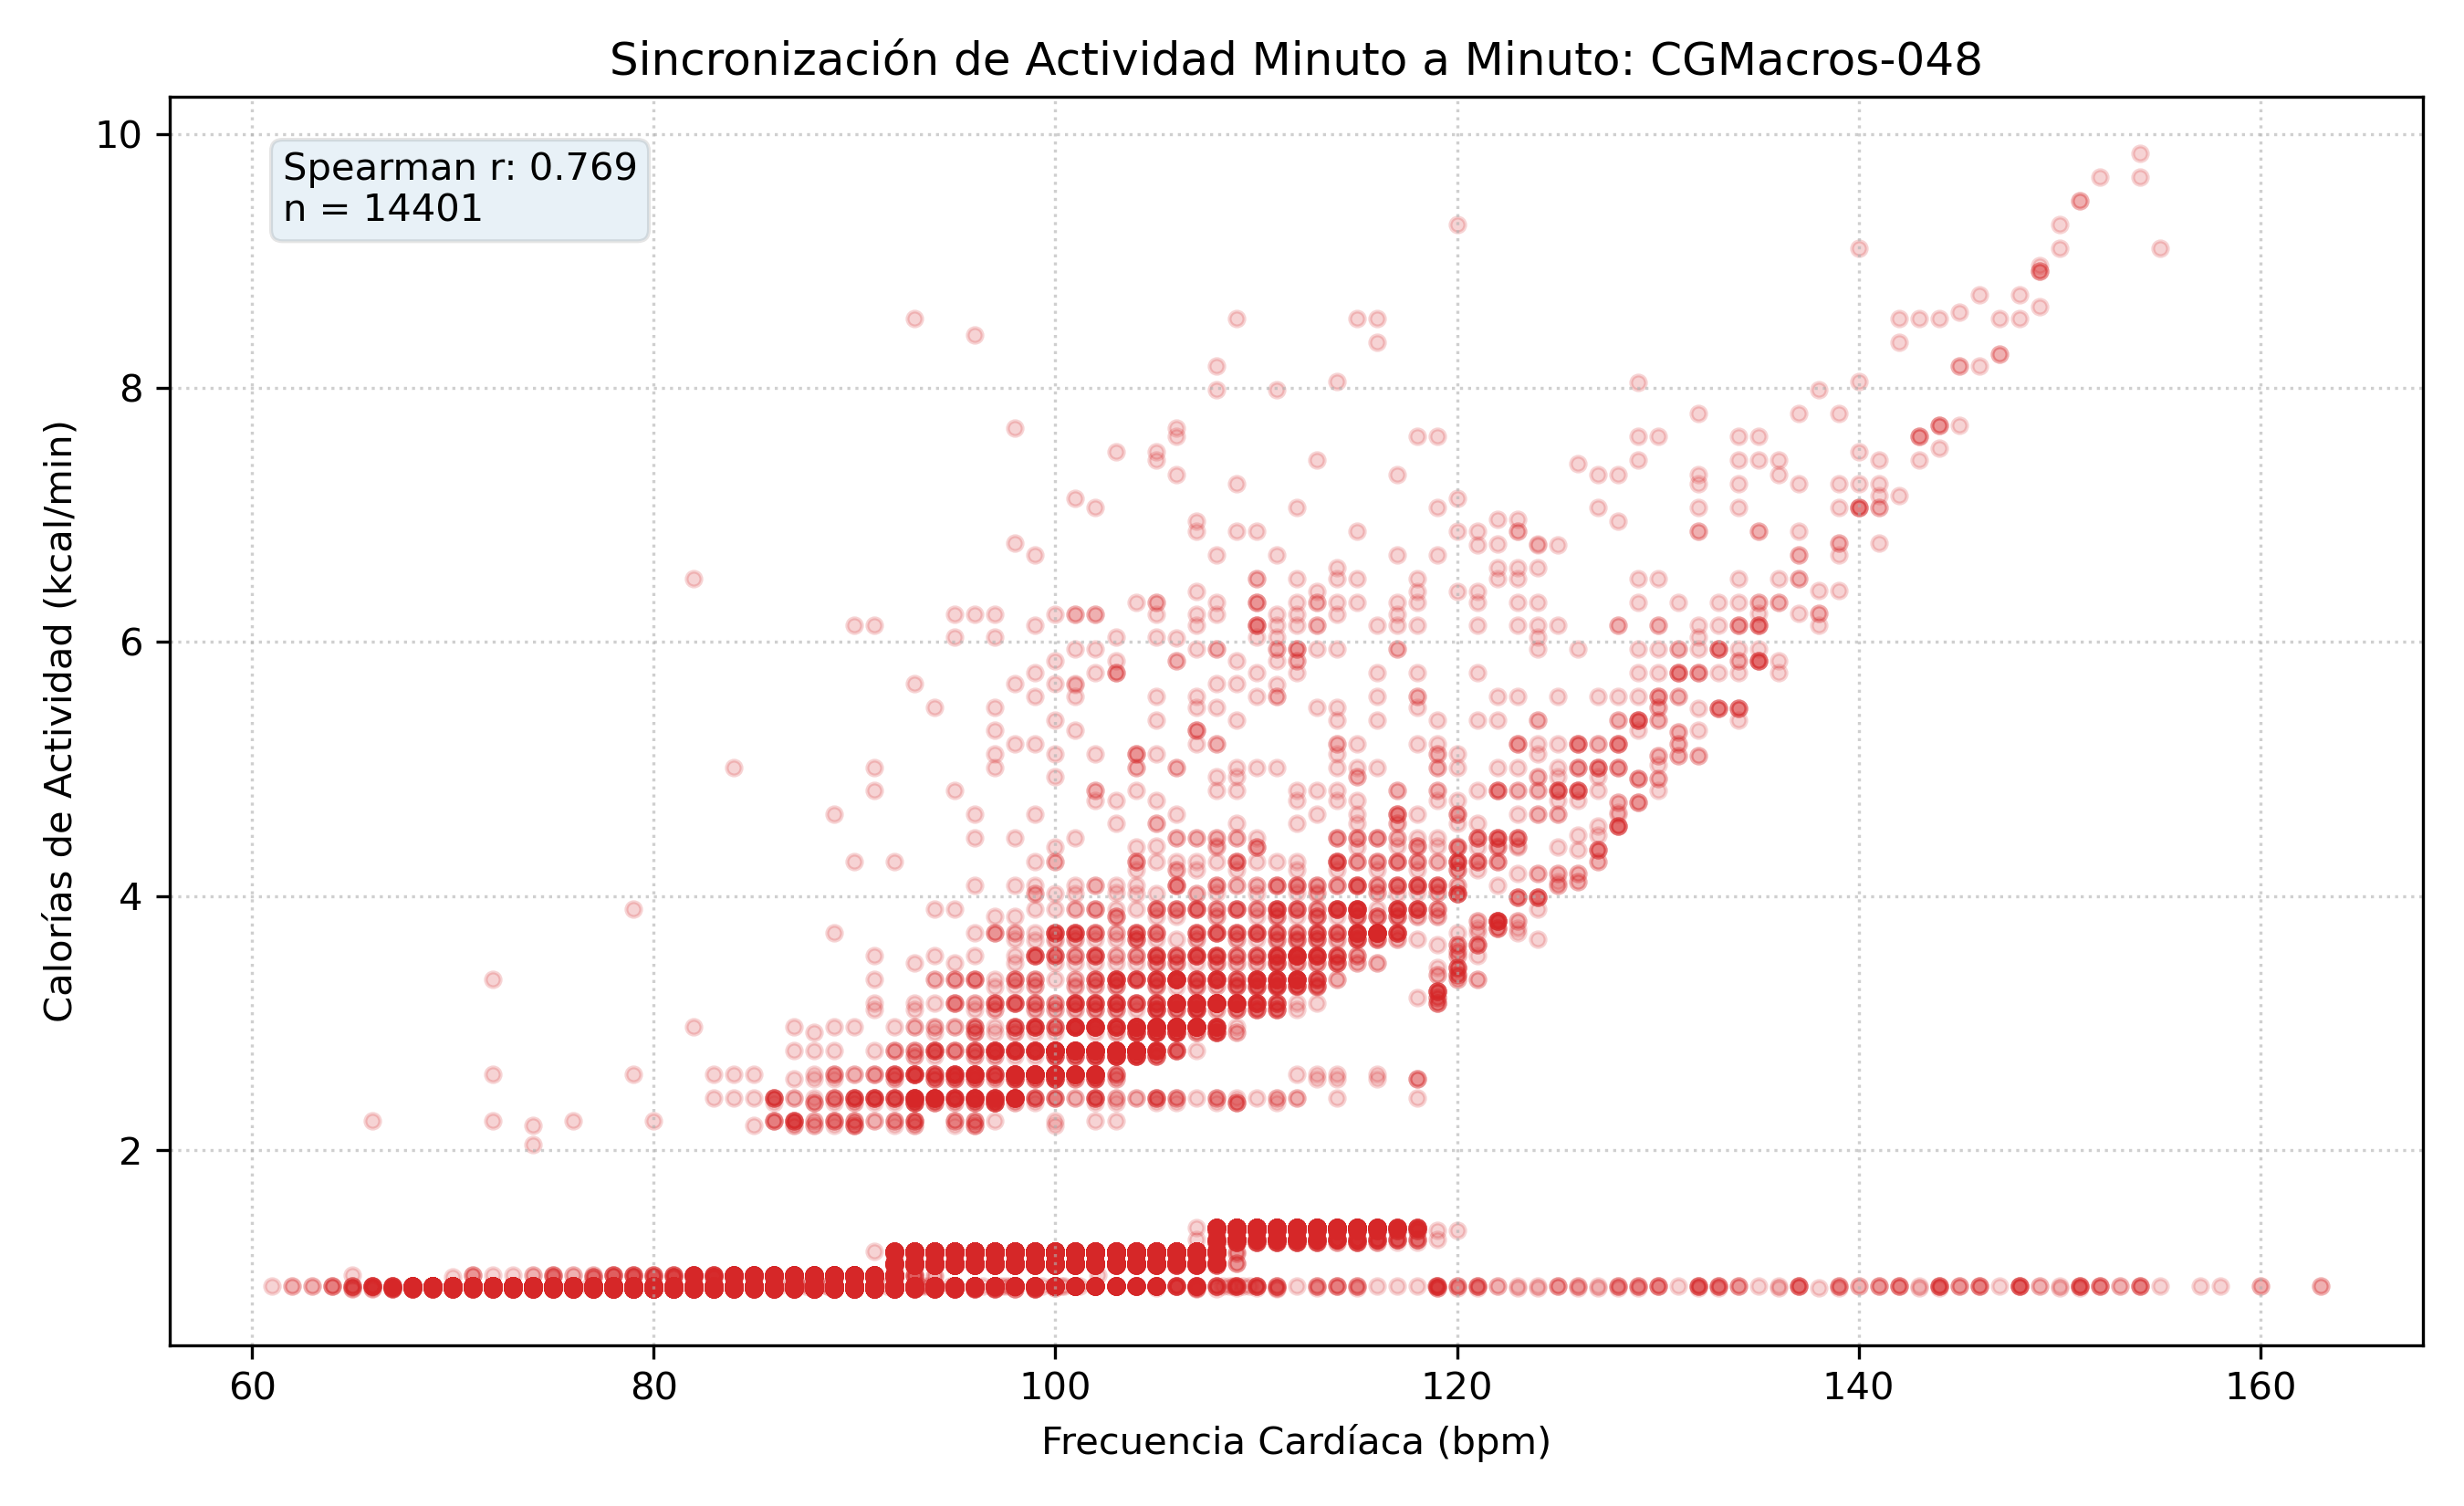 Sincronización de Actividad Minuto a Minuto: CGMacros-048
Spearman r: 0.769
n = 14401
Calorías de Actividad (kcal/min)
10
8
6
4
2
60 80 100 120 140 160
Frecuencia Cardíaca (bpm)